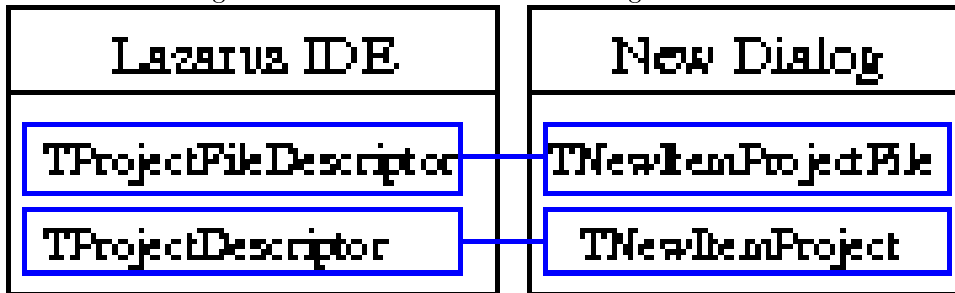 Lazarus IDE
New Dialog
TProjectFileDescriptor
TNewItemProjectFile
TProjectDescriptor
TNewItemProject